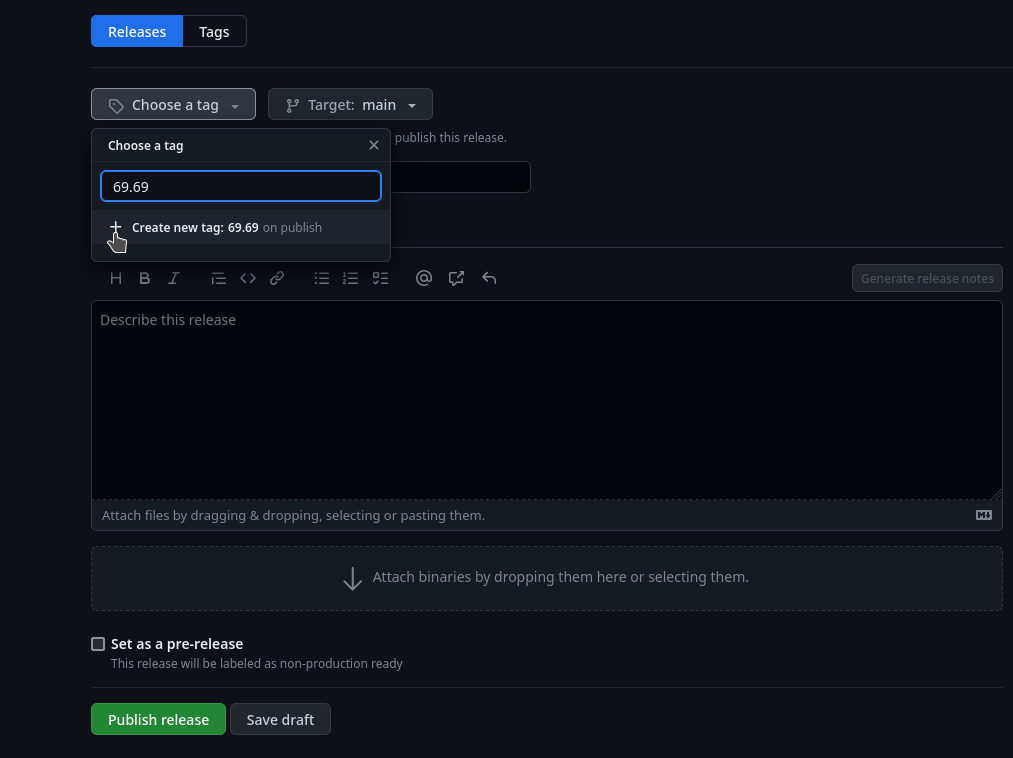 Releases Tags
Choose a tag Target: main
Choose a tag
publish this release.
69.69
Create new tag: 69.69 on publish
H B I
Generate release notes
Describe this release
Attach files by dragging & dropping, selecting or pasting them.
Attach binaries by dropping them here or selecting them.
Set as a pre-release
This release will be labeled as non-production ready
Publish release Save draft